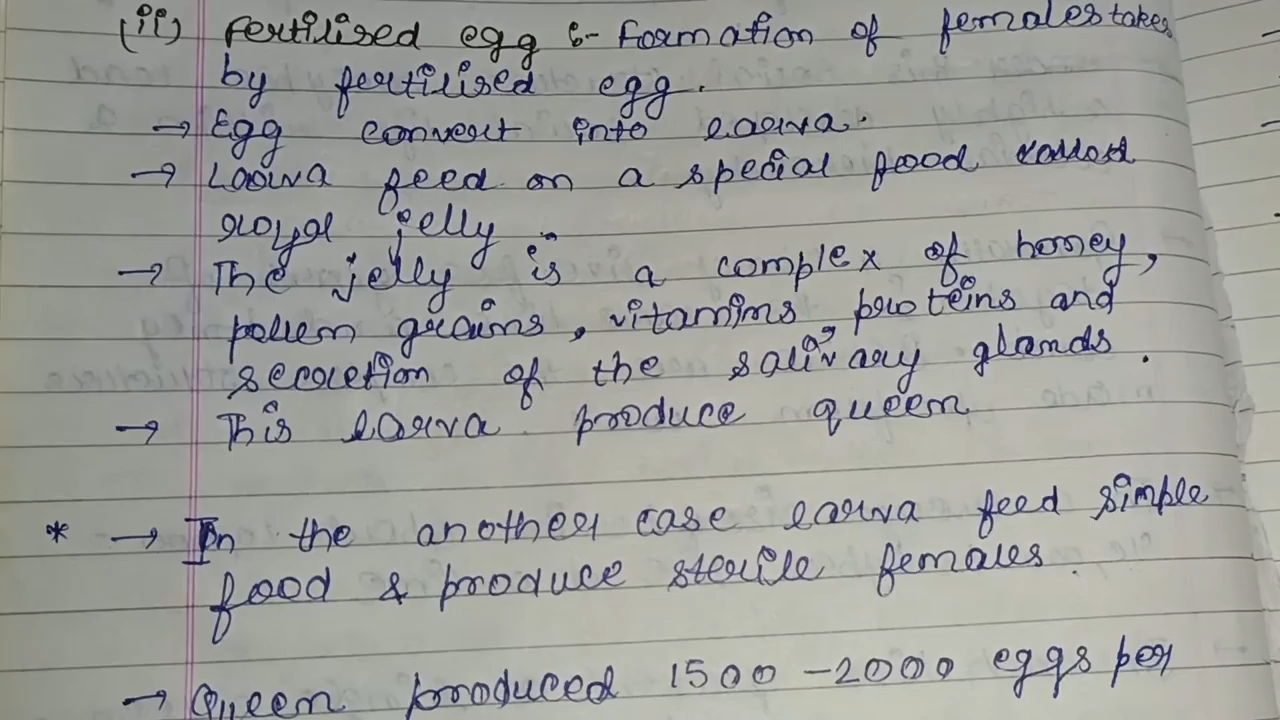 (ii) Fertilised egg :- Formation of females takes
by fertilised egg.
→ Egg convert into larva.
→ Larva feed on a special food called
royal jelly.
→ The jelly is a complex of honey,
pollen grains, vitamins, proteins and
secretion of the salivary glands.
→ This larva produce queen
* → In the another case larva feed simple
food & produce sterile females.
→ Queen produced 1500-2000 eggs per